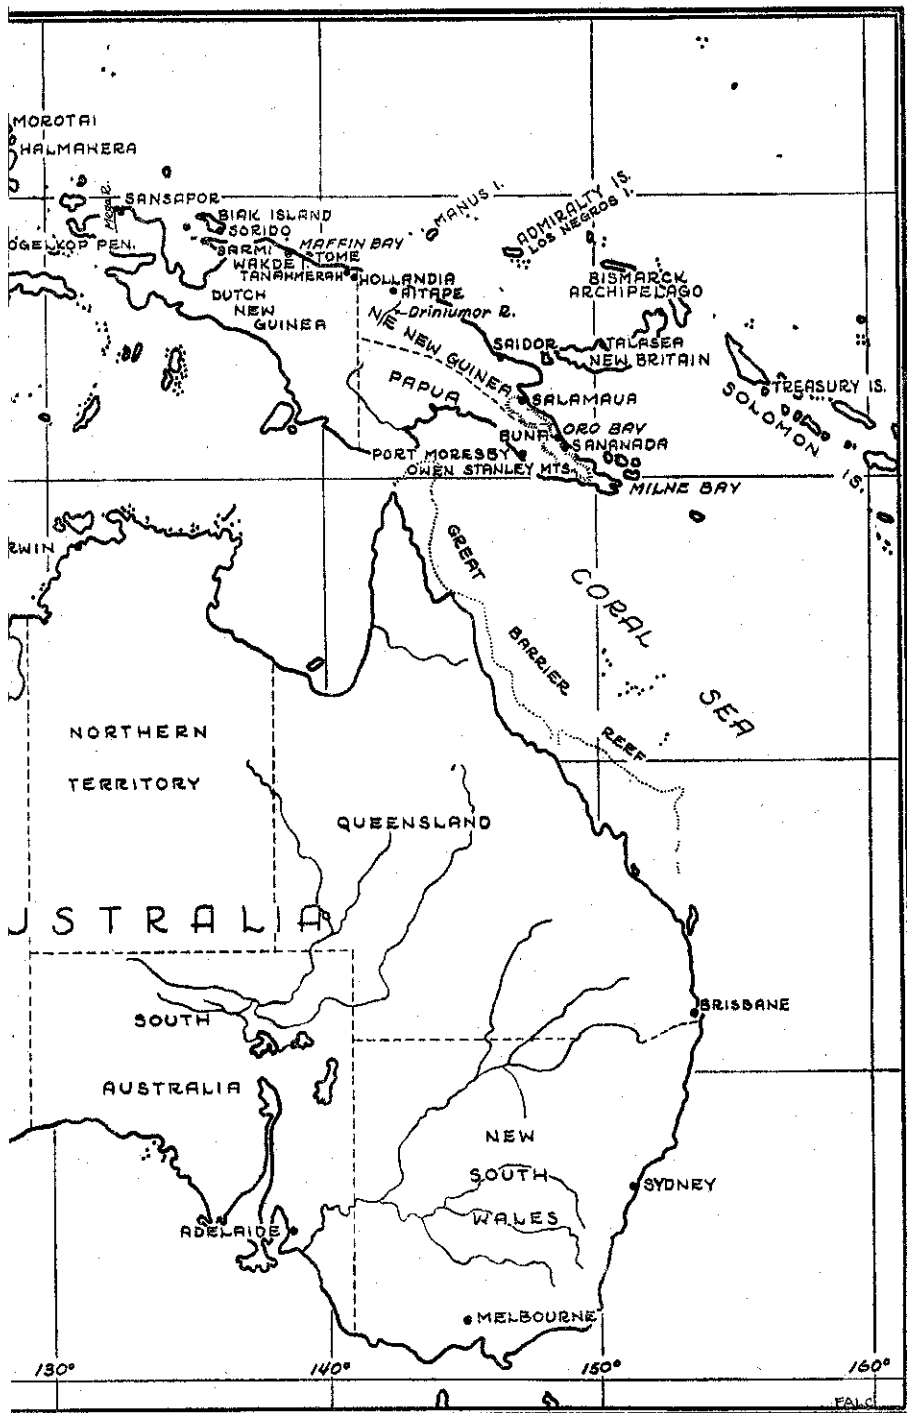 MOROTAI
HALMAHERA
MANUS I.
ADMIRALTY IS.
LOS NEGROS I.
SANSAPOR
BIAK ISLAND
SORIDO
OGELKOP PEN.
SARMI
MAFFIN BAY
WAKDE
TOME
TANAHMERAH
HOLLANDIA
AITAPE
BISMARCK
ARCHIPELAGO
DUTCH
NEW
GUINEA
Driniumor R.
N/E NEW GUINEA
SAIDOR
TALASEA
NEW BRITAIN
PAPUA
SALAMAUA
TREASURY IS.
SOLOMON
IS.
BUNA
ORO BAY
SANANADA
PORT MORESBY
OWEN STANLEY MTS.
MILNE BAY
RWIN
GREAT
BARRIER
REEF
CORAL
SEA
NORTHERN
TERRITORY
QUEENSLAND
USTRALIA
BRISBANE
SOUTH
AUSTRALIA
NEW
SOUTH
WALES
SYDNEY
ADELAIDE
MELBOURNE
130° 140° 150° 160°